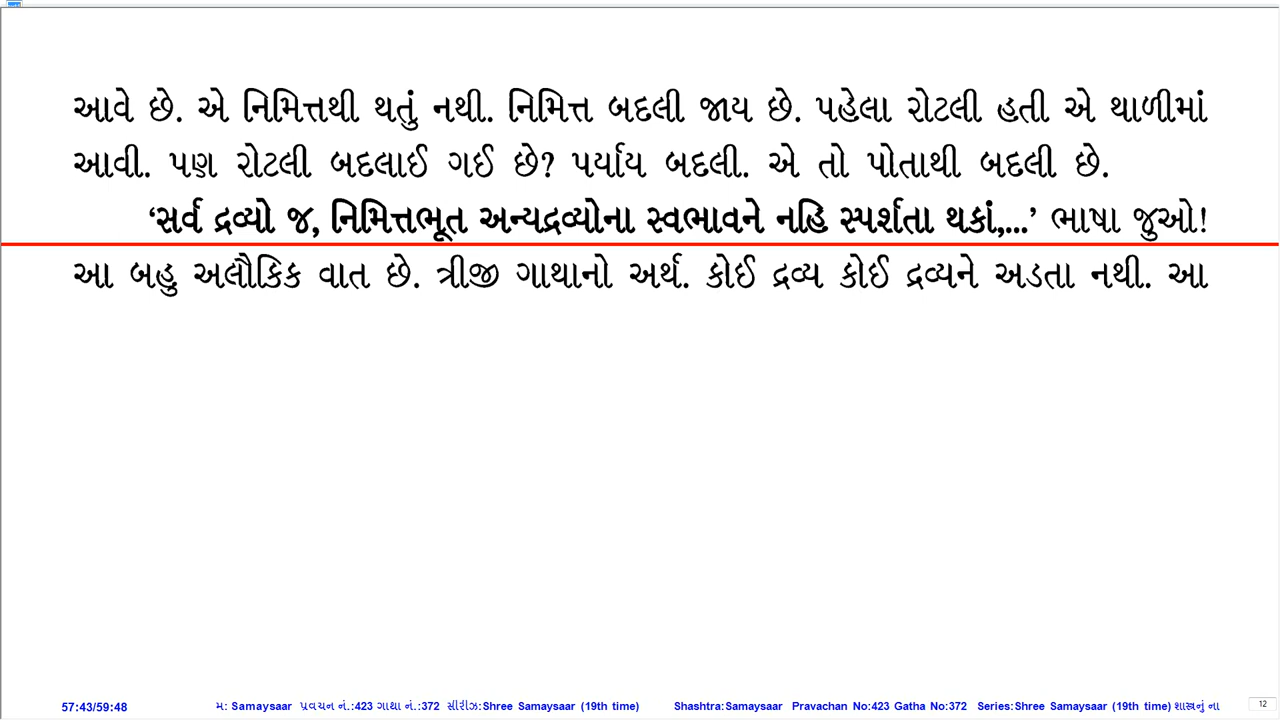 આવે છે. એ નિમિત્તથી થતું નથી. નિમિત્ત બદલી જાય છે. પહેલા રોટલી હતી એ થાળીમાં
આવી. પણ રોટલી બદલાઈ ગઈ છે? પર્યાય બદલી. એ તો પોતાથી બદલી છે.
‘સર્વ દ્રવ્યો જ, નિમિત્તભૂત અન્યદ્રવ્યોના સ્વભાવને નહિ સ્પર્શતા થકાં,...’ ભાષા જુઓ!
આ બહુ અલૌકિક વાત છે. ત્રીજી ગાથાનો અર્થ. કોઈ દ્રવ્ય કોઈ દ્રવ્યને અડતા નથી. આ
57:43/59:48 મ: Samaysaar પ્રવચન નં.:423 ગાથા નં.:372 સીરીઝ:Shree Samaysaar (19th time) Shashtra:Samaysaar Pravachan No:423 Gatha No:372 Series:Shree Samaysaar (19th time) શાસ્ત્રનું ના 12